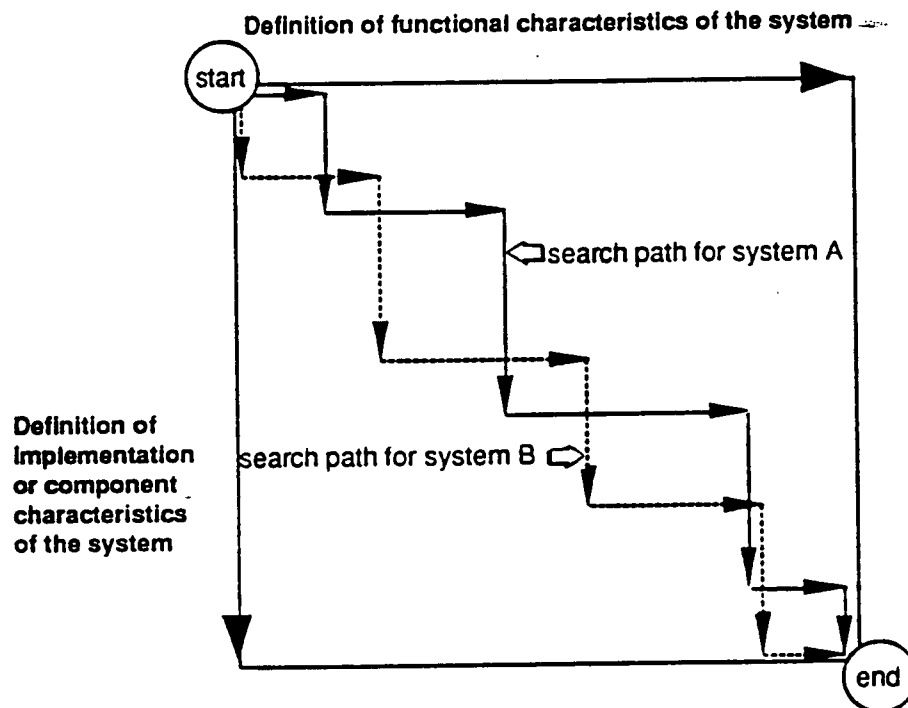 Definition of functional characteristics of the system
start
search path for system A
Definition of
Implementation
or component
characteristics
of the system
search path for system B
end